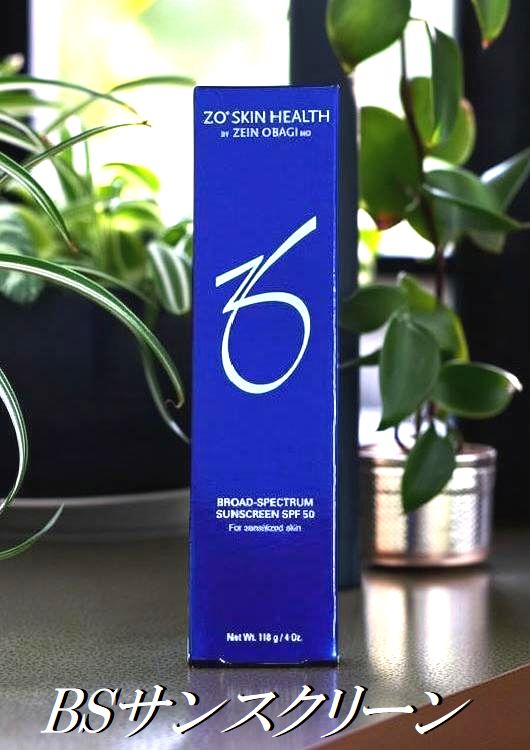 ZO® SKIN HEALTH
BY ZEIN OBAGI MD
BROAD-SPECTRUM
SUNSCREEN SPF 50
For sensitized skin
Net Wt. 118 g / 4 Oz.
BSサンスクリーン